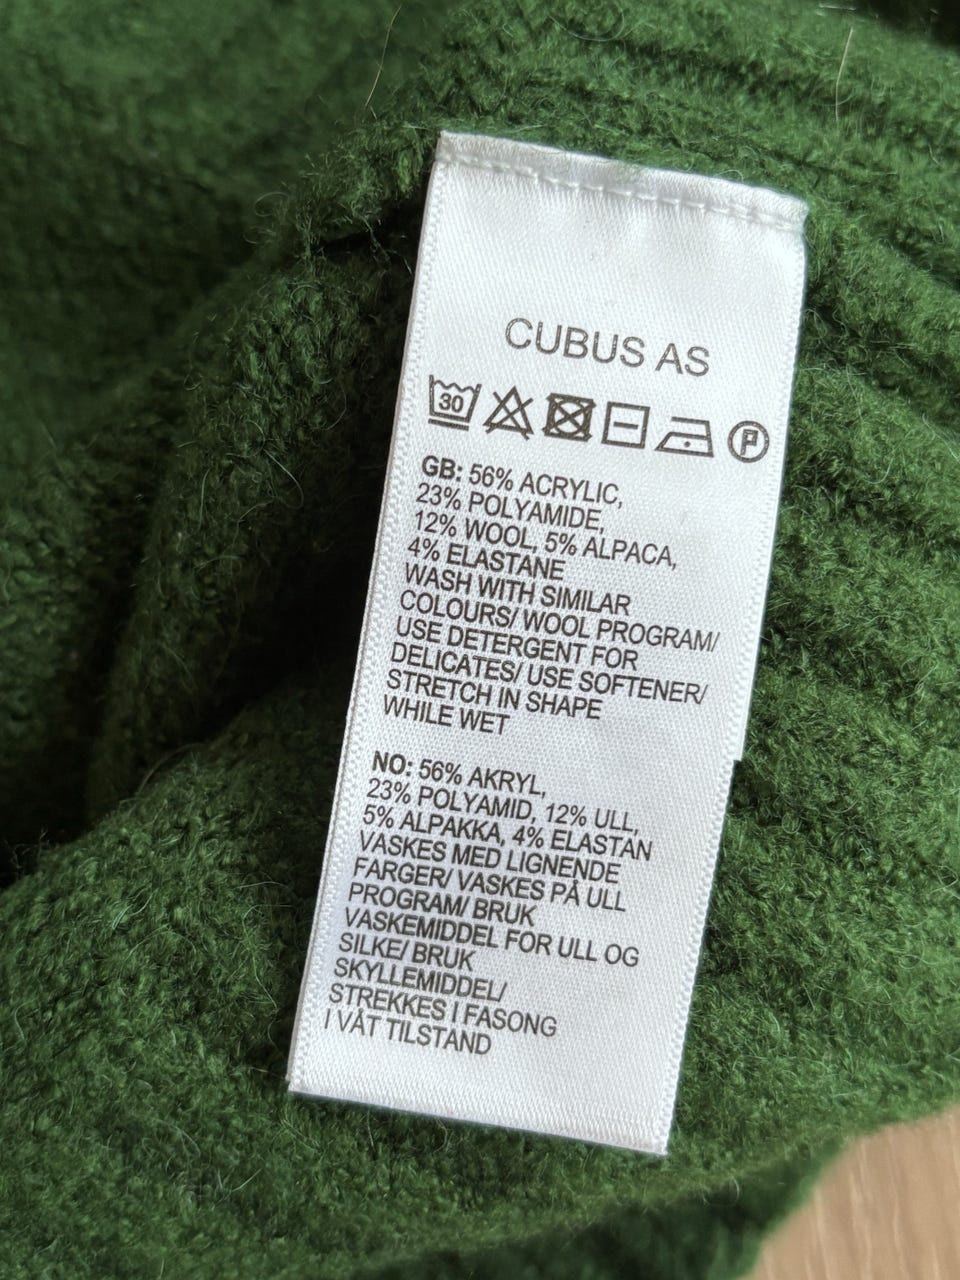 CUBUS AS
30 P
GB: 56% ACRYLIC,
23% POLYAMIDE,
12% WOOL, 5% ALPACA,
4% ELASTANE
WASH WITH SIMILAR
COLOURS/ WOOL PROGRAM/
USE DETERGENT FOR
DELICATES/ USE SOFTENER/
STRETCH IN SHAPE
WHILE WET
NO: 56% AKRYL,
23% POLYAMID, 12% ULL,
5% ALPAKKA, 4% ELASTAN
VASKES MED LIGNENDE
FARGER/ VASKES PÅ ULL
PROGRAM/ BRUK
VASKEMIDDEL FOR ULL OG
SILKE/ BRUK
SKYLLEMIDDEL/
STREKKES I FASONG
I VÅT TILSTAND